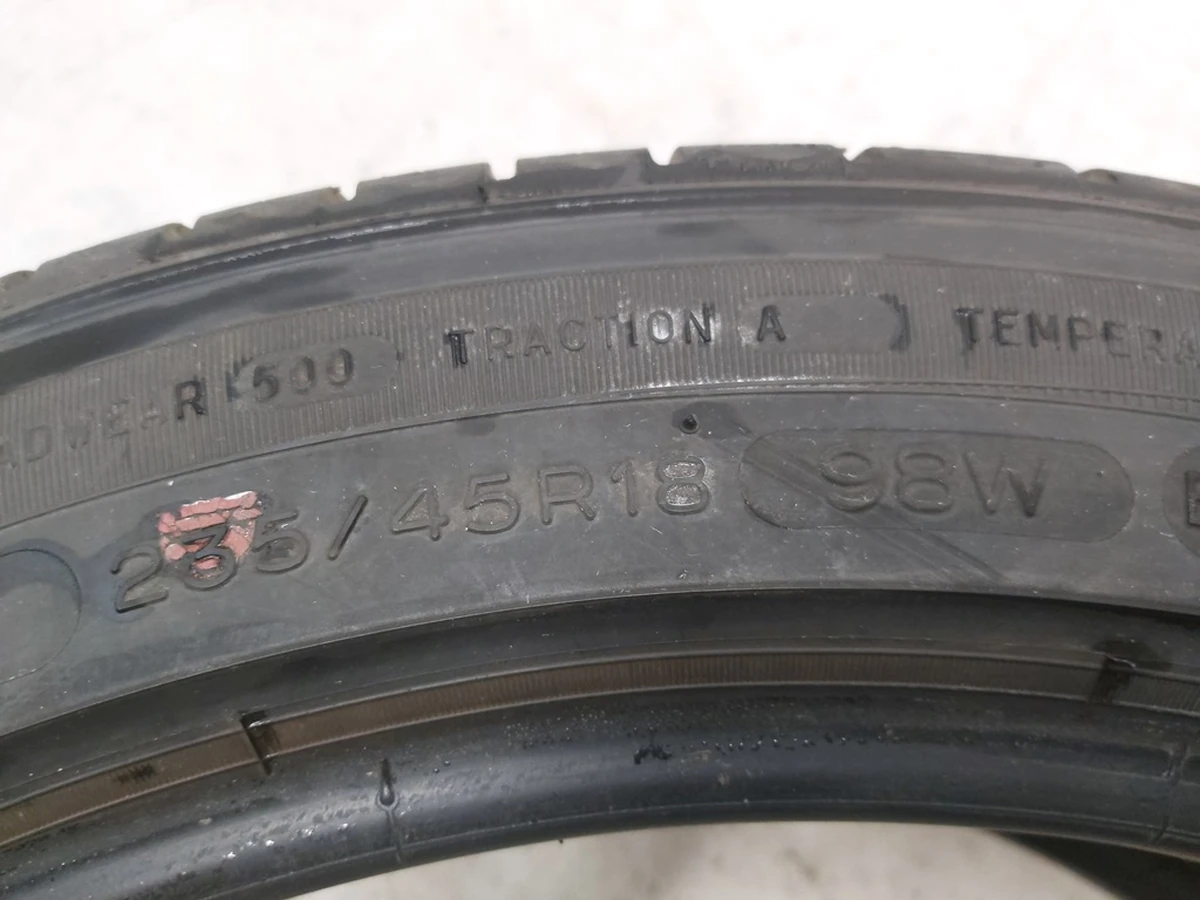 ADWEAR 500 TRACTION A TEMPERA
235/45R18 98W